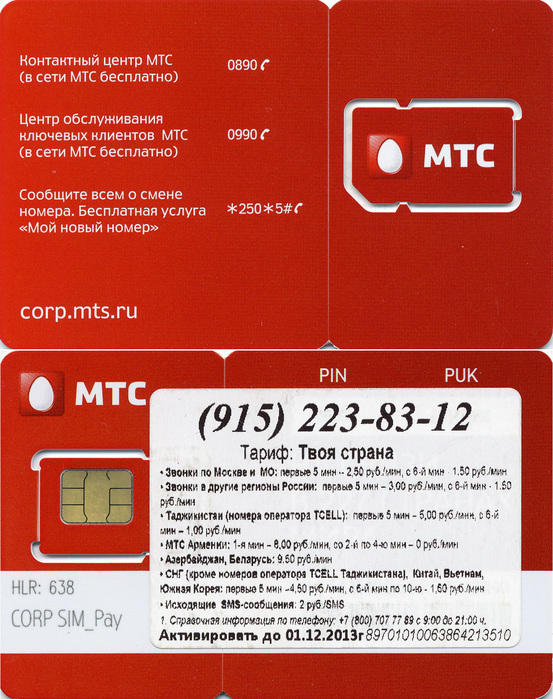 Контактный центр МТС
(в сети МТС бесплатно)
0890
Центр обслуживания
ключевых клиентов МТС
(в сети МТС бесплатно)
0990
Сообщите всем о смене
номера. Бесплатная услуга
«Мой новый номер»
*250*5#
corp.mts.ru
МТС
МТС
PIN PUK
(915) 223-83-12
Тариф: Твоя страна
• Звонки по Москве и МО: первые 5 мин – 2,50 руб./мин, с 6-й мин - 1.50 руб./мин
• Звонки в другие регионы России: первые 5 мин – 3,00 руб./мин, с 6-й мин - 1.50
руб./мин
• Таджикистан (номера оператора TCELL): первые 5 мин – 5,00 руб./мин, с 6-й
мин – 1,00 руб./мин
• МТС Армении: 1-я мин – 8,00 руб./мин, со 2-й по 4-ю мин – 0 руб./мин
• Азербайджан, Беларусь: 9.50 руб./мин
• СНГ (кроме номеров оператора TCELL Таджикистана), Китай, Вьетнам,
Южная Корея: первые 5 мин –4,50 руб./мин, с 6-й мин по 10-ю - 1,50 руб./мин
• Исходящие SMS-сообщения: 2 руб./SMS
1. Справочная информация по телефону: +7 (800) 707 77 89 с 9:00 до 21:00 ч.
Активировать до 01.12.2013г 89701010063864213510
HLR: 638
CORP SIM_Pay